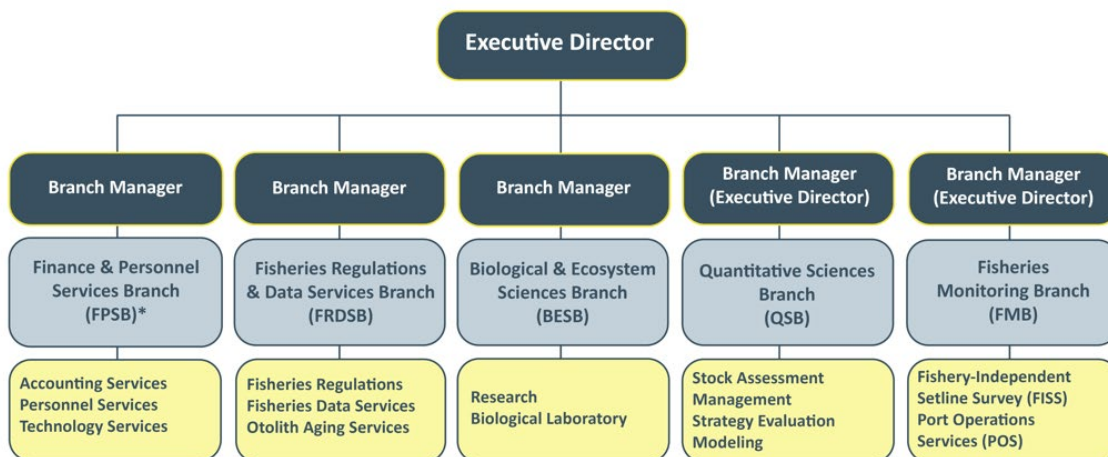 Executive Director
Branch Manager
Branch Manager
Branch Manager
Branch Manager
(Executive Director)
Branch Manager
(Executive Director)
Finance & Personnel
Services Branch
(FPSB)*
Fisheries Regulations
& Data Services Branch
(FRDSB)
Biological & Ecosystem
Sciences Branch
(BESB)
Quantitative Sciences
Branch
(QSB)
Fisheries
Monitoring Branch
(FMB)
Accounting Services
Personnel Services
Technology Services
Fisheries Regulations
Fisheries Data Services
Otolith Aging Services
Research
Biological Laboratory
Stock Assessment
Management
Strategy Evaluation
Modeling
Fishery-Independent
Setline Survey (FISS)
Port Operations
Services (POS)